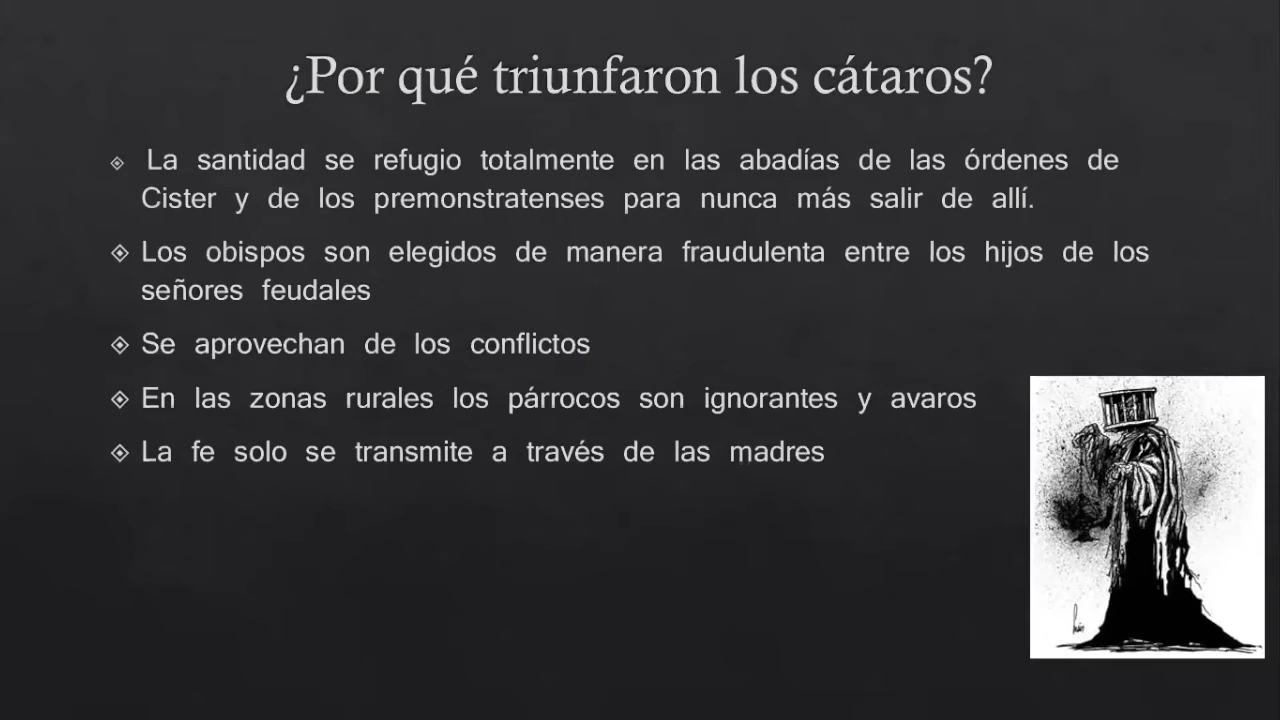 ¿Por qué triunfaron los cátaros?
La santidad se refugio totalmente en las abadías de las órdenes de
Cister y de los premonstratenses para nunca más salir de allí.
Los obispos son elegidos de manera fraudulenta entre los hijos de los
señores feudales
Se aprovechan de los conflictos
En las zonas rurales los párrocos son ignorantes y avaros
La fe solo se transmite a través de las madres